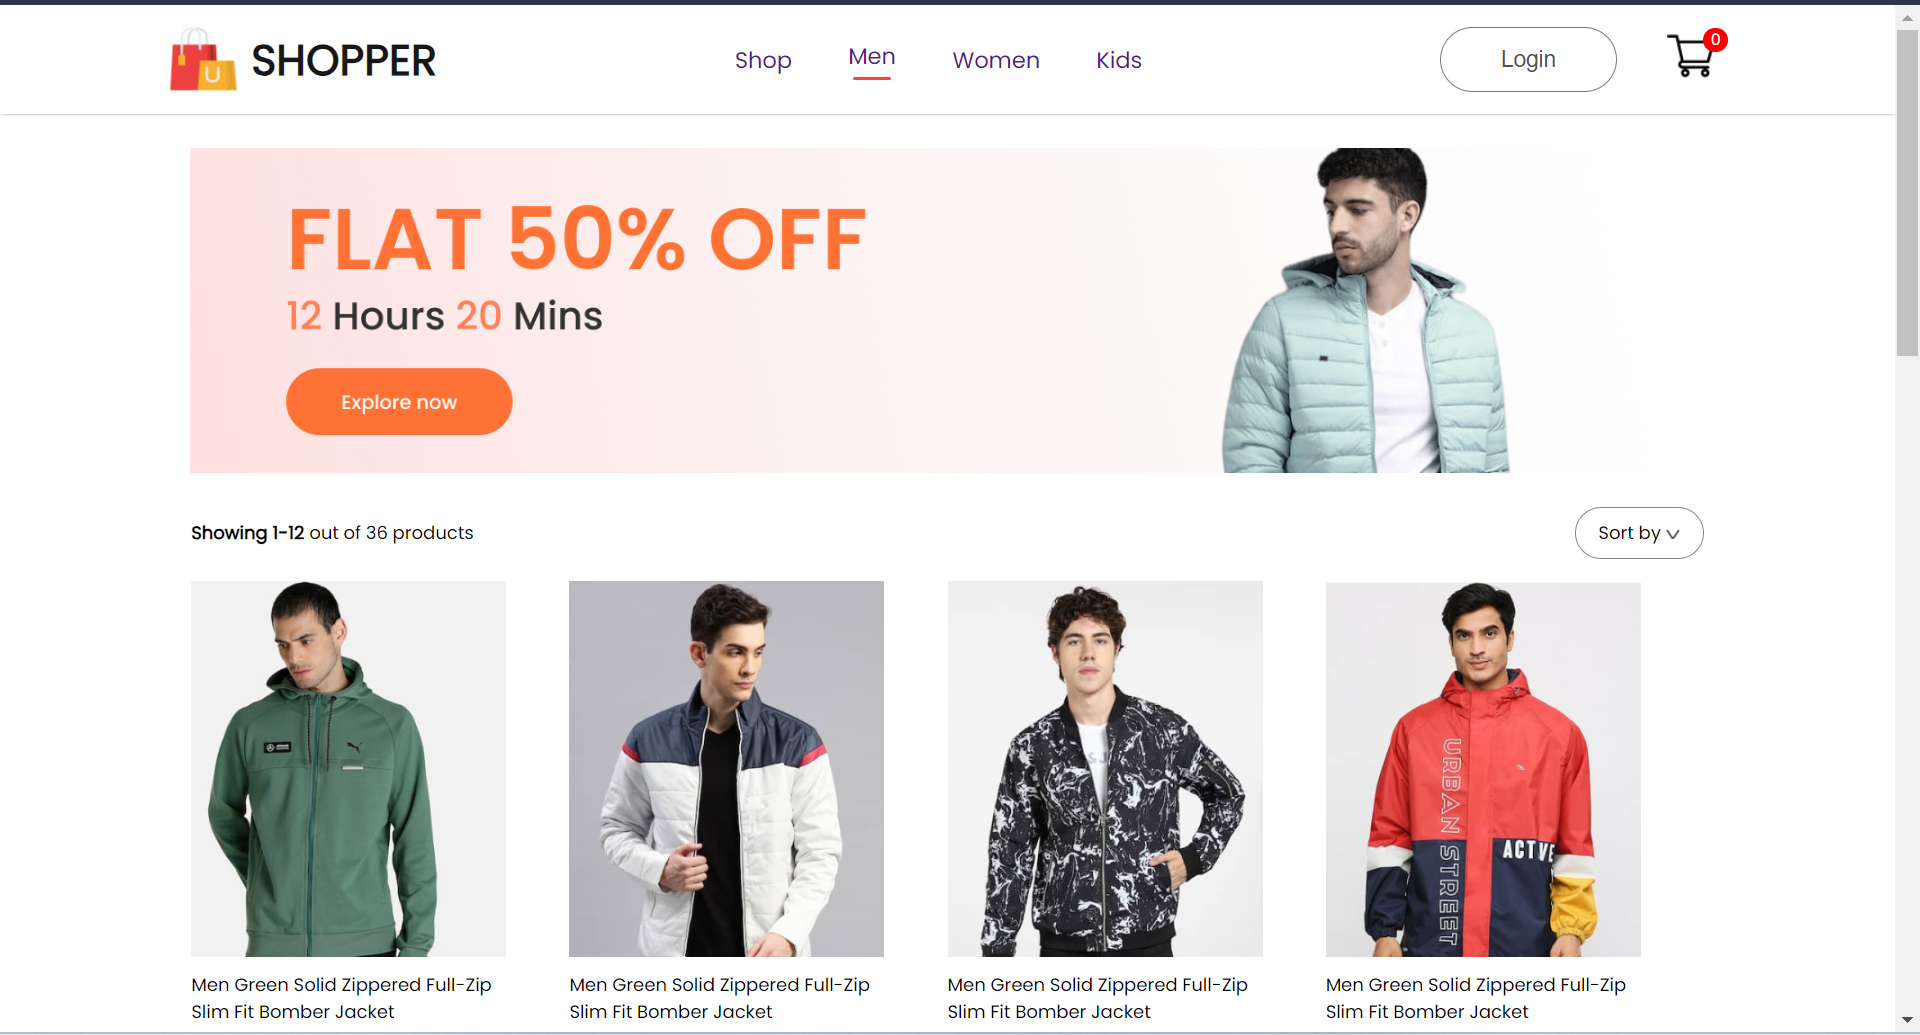 U SHOPPER
Shop Men Women Kids
Login
0
FLAT 50% OFF
12 Hours 20 Mins
Explore now
Showing 1-12 out of 36 products
Sort by
URBAN STREET
ACTIVE
Men Green Solid Zippered Full-Zip
Slim Fit Bomber Jacket
Men Green Solid Zippered Full-Zip
Slim Fit Bomber Jacket
Men Green Solid Zippered Full-Zip
Slim Fit Bomber Jacket
Men Green Solid Zippered Full-Zip
Slim Fit Bomber Jacket